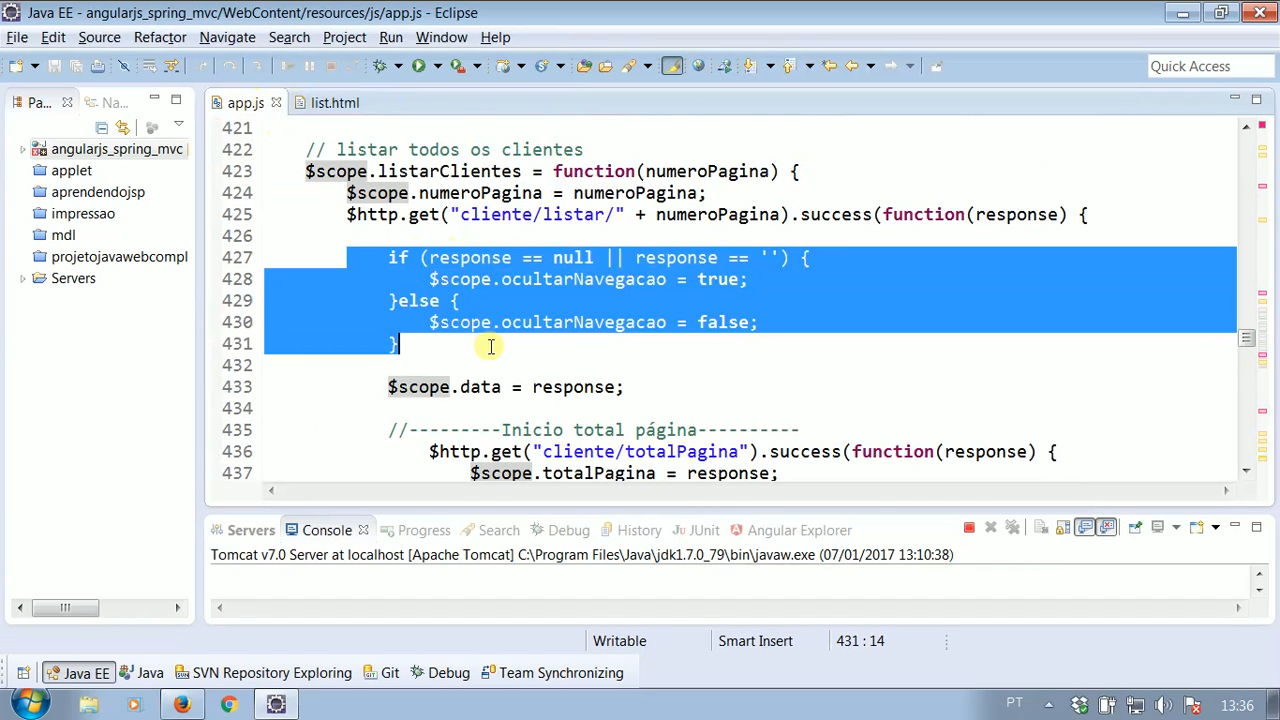 Java EE - angularjs_spring_mvc/WebContent/resources/js/app.js - Eclipse
File Edit Source Refactor Navigate Search Project Run Window Help
Quick Access
Pa... Na...
app.js list.html
angularjs_spring_mvc
applet
aprendendojsp
impressao
mdl
projetojavawebcompl
Servers
421
422 // listar todos os clientes
423 $scope.listarClientes = function(numeroPagina) {
424 $scope.numeroPagina = numeroPagina;
425 $http.get("cliente/listar/" + numeroPagina).success(function(response) {
426
427 if (response == null || response == '') {
428 $scope.ocultarNavegacao = true;
429 }else {
430 $scope.ocultarNavegacao = false;
431 }
432
433 $scope.data = response;
434
435 //---------Inicio total página----------
436 $http.get("cliente/totalPagina").success(function(response) {
437 $scope.totalPagina = response;
Servers Console Progress Search Debug History JUnit Angular Explorer
Tomcat v7.0 Server at localhost [Apache Tomcat] C:\Program Files\Java\jdk1.7.0_79\bin\javaw.exe (07/01/2017 13:10:38)
Writable Smart Insert 431 : 14
Java EE Java SVN Repository Exploring Git Debug Team Synchronizing
PT 13:36